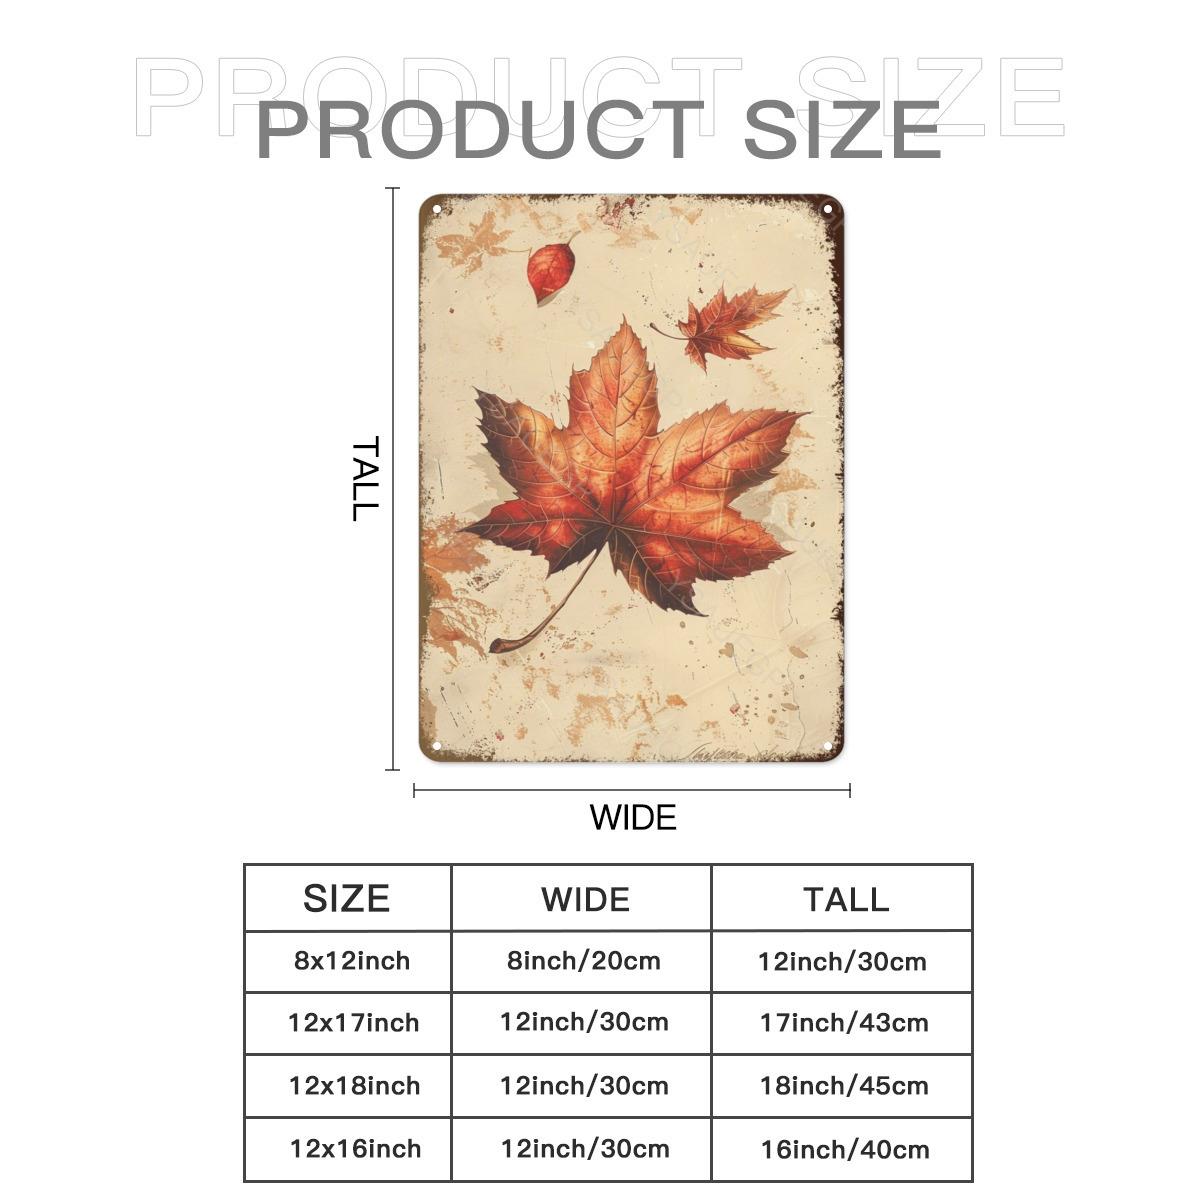 PRODUCT SIZE
PRODUCT SIZE
TALL
WIDE
SIZE WIDE TALL
8x12inch 8inch/20cm 12inch/30cm
12x17inch 12inch/30cm 17inch/43cm
12x18inch 12inch/30cm 18inch/45cm
12x16inch 12inch/30cm 16inch/40cm